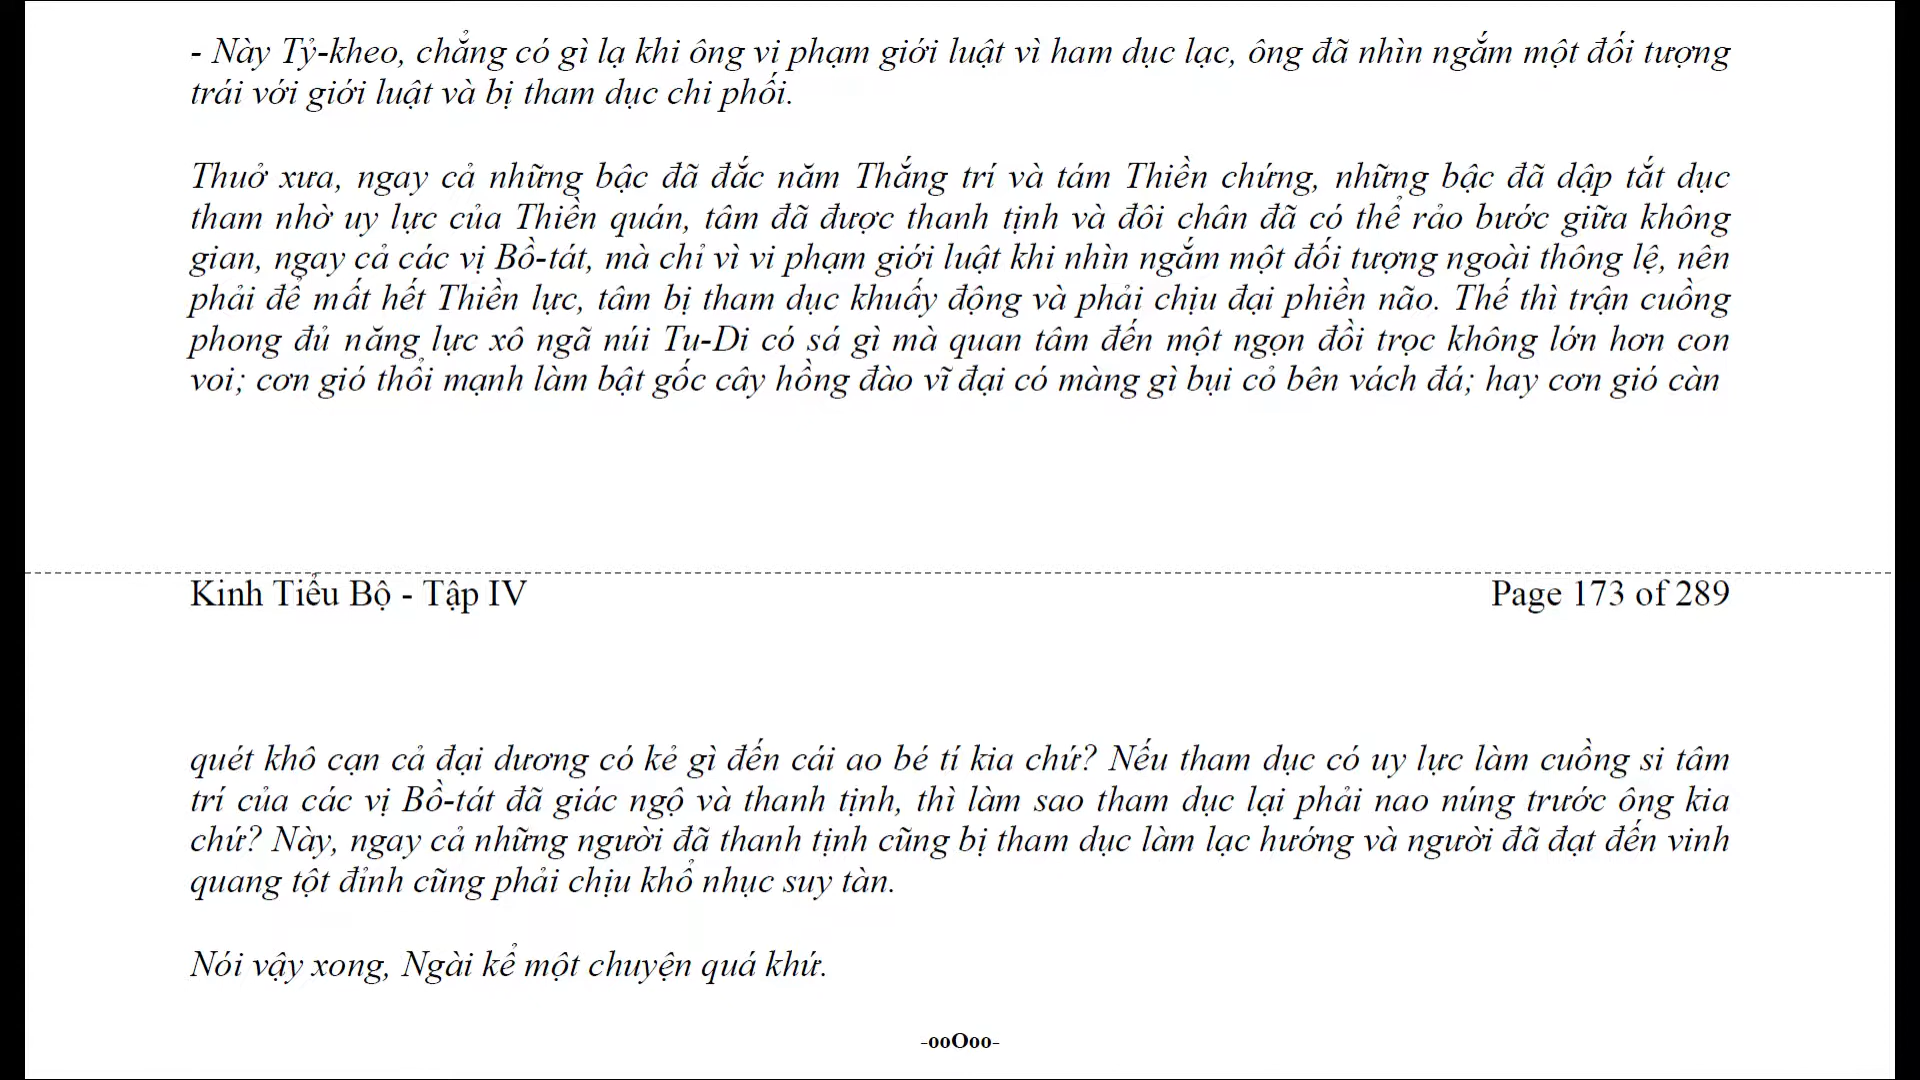 - Này Tỷ-kheo, chẳng có gì lạ khi ông vi phạm giới luật vì ham dục lạc, ông đã nhìn ngắm một đối tượng
trái với giới luật và bị tham dục chi phối.
Thuở xưa, ngay cả những bậc đã đắc năm Thắng trí và tám Thiền chứng, những bậc đã dập tắt dục
tham nhờ uy lực của Thiền quán, tâm đã được thanh tịnh và đôi chân đã có thể rảo bước giữa không
gian, ngay cả các vị Bồ-tát, mà chỉ vì vi phạm giới luật khi nhìn ngắm một đối tượng ngoài thông lệ, nên
phải để mất hết Thiền lực, tâm bị tham dục khuấy động và phải chịu đại phiền não. Thế thì trận cuồng
phong đủ năng lực xô ngã núi Tu-Di có sá gì mà quan tâm đến một ngọn đồi trọc không lớn hơn con
voi; cơn gió thổi mạnh làm bật gốc cây hồng đào vĩ đại có màng gì bụi cỏ bên vách đá; hay cơn gió càn
Kinh Tiểu Bộ - Tập IV
Page 173 of 289
quét khô cạn cả đại dương có kẻ gì đến cái ao bé tí kia chứ? Nếu tham dục có uy lực làm cuồng si tâm
trí của các vị Bồ-tát đã giác ngộ và thanh tịnh, thì làm sao tham dục lại phải nao núng trước ông kia
chứ? Này, ngay cả những người đã thanh tịnh cũng bị tham dục làm lạc hướng và người đã đạt đến vinh
quang tột đỉnh cũng phải chịu khổ nhục suy tàn.
Nói vậy xong, Ngài kể một chuyện quá khứ.
-ooOoo-